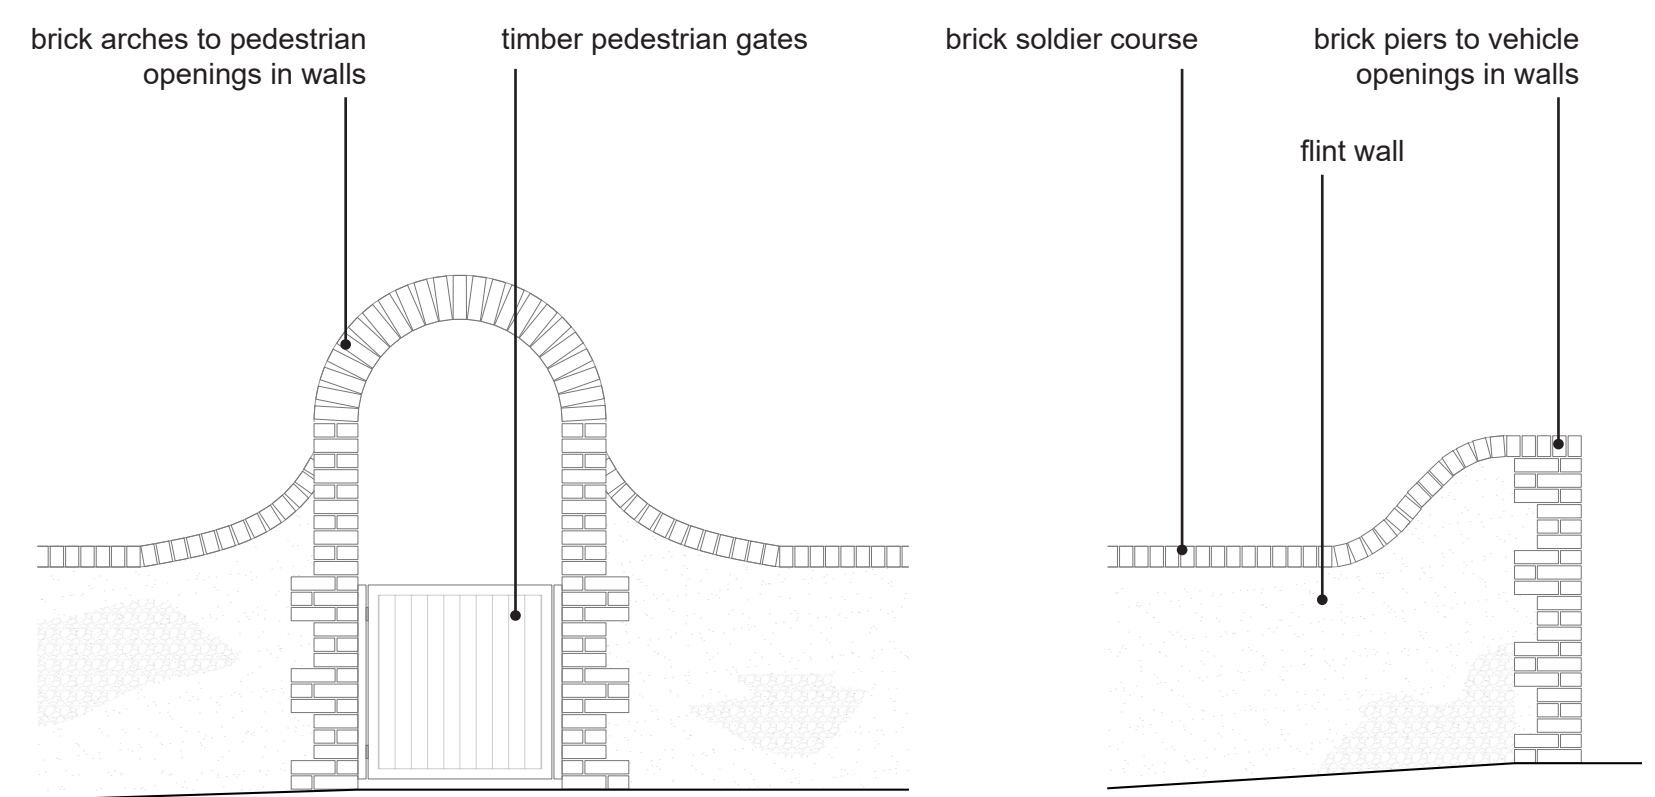 brick arches to pedestrian
openings in walls
timber pedestrian gates
brick soldier course
brick piers to vehicle
openings in walls
flint wall